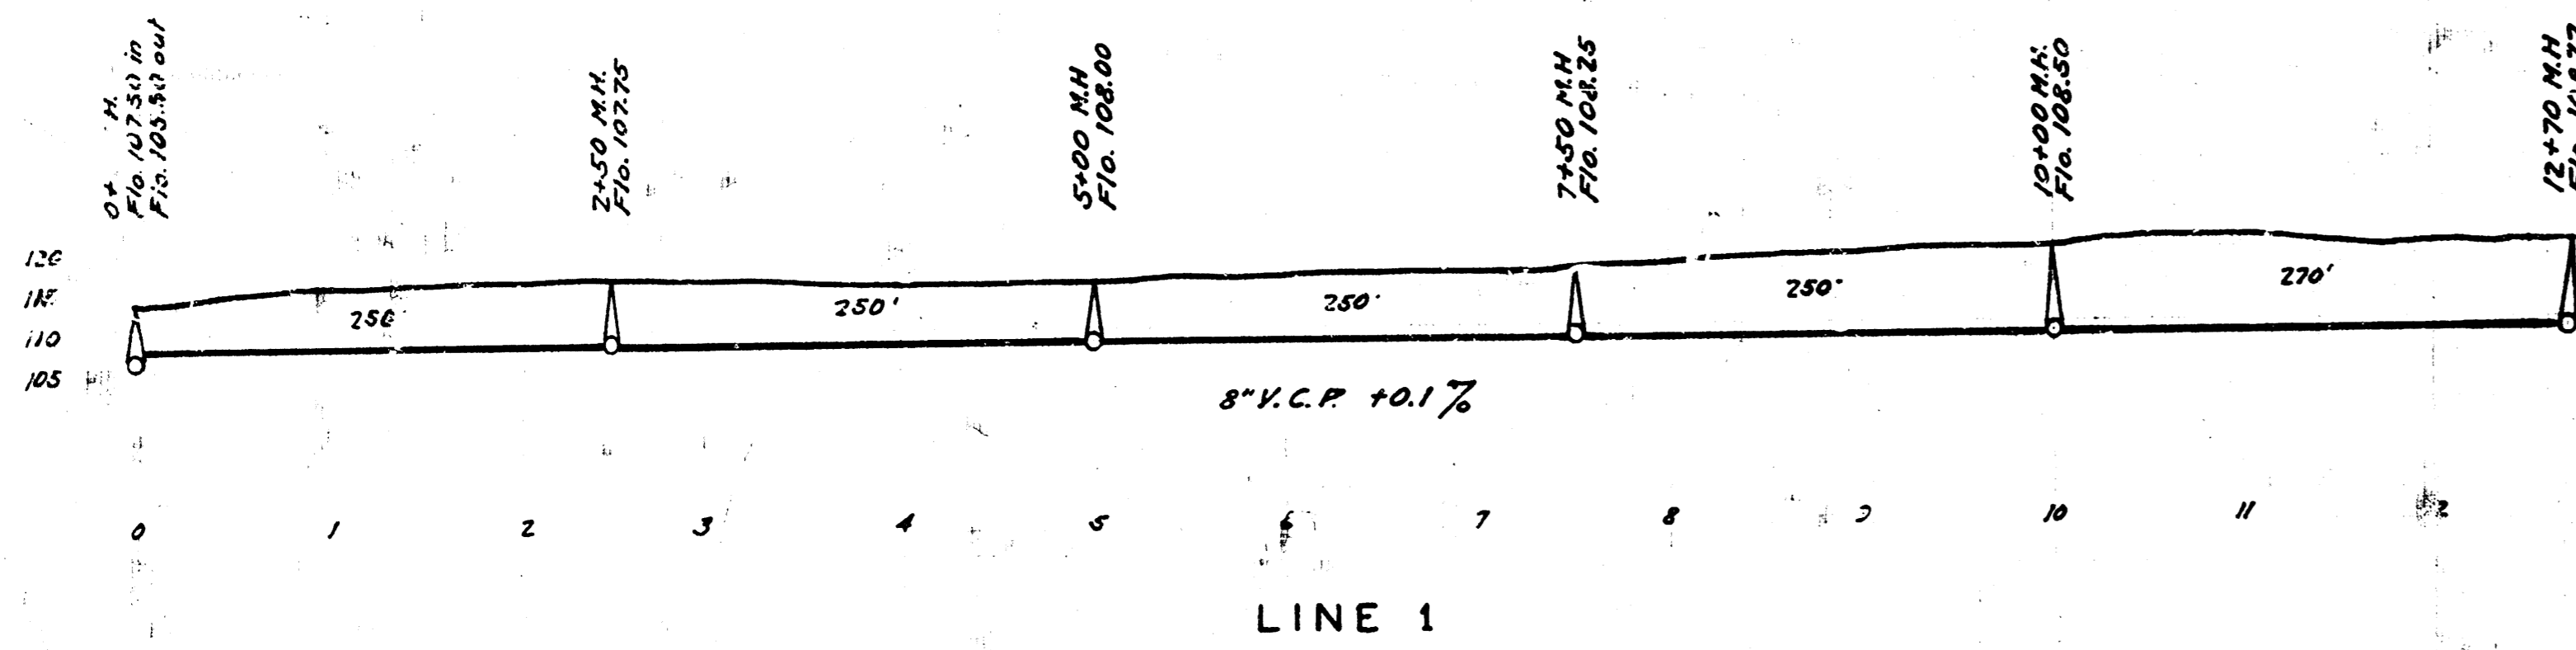 0+ H.
Flo. 107.50 in
Flo. 105.50 out
2+50 M.H.
Flo. 107.75
5+00 M.H
Flo. 108.00
7+50 M.H
Flo. 108.25
10+00 M.H.
Flo. 108.50
12+70 M.H
120
110
105
250'
250'
250'
250'
270'
8" V.C.P. +0.1%
0 1 2 3 4 5 6 7 8 9 10 11 2
LINE 1